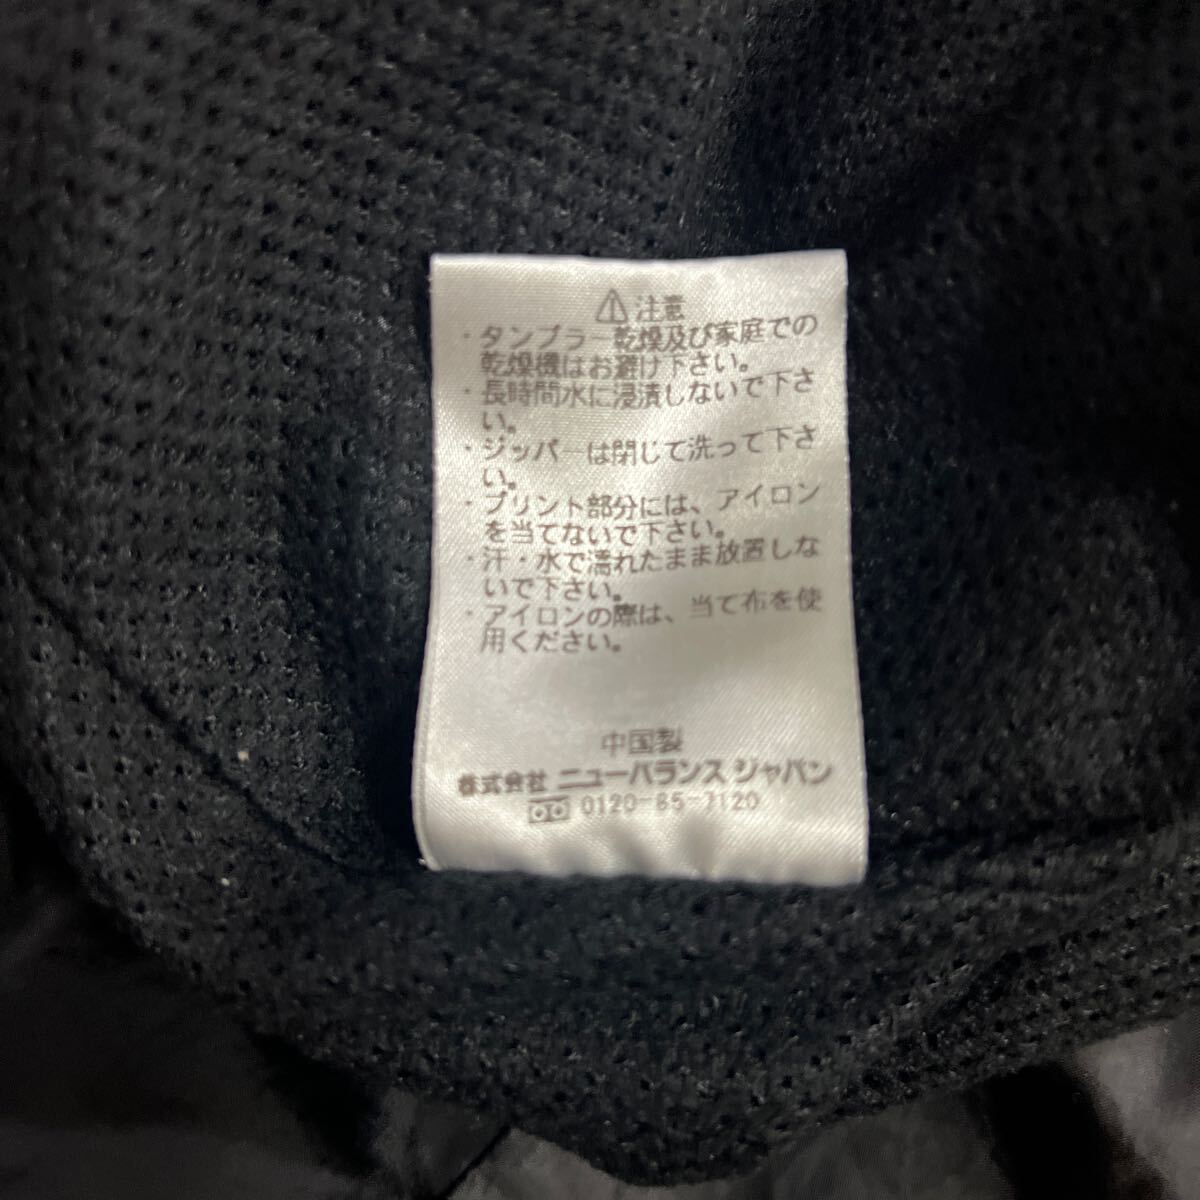 ⚠注意
・タンブラー乾燥及び家庭での
乾燥機はお避け下さい。
・長時間水に浸漬しないで下さ
い。
・ジッパーは閉じて洗って下さ
い。
・プリント部分には、アイロン
を当てないで下さい。
・汗・水で濡れたまま放置しな
いで下さい。
・アイロンの際は、当て布を使
用ください。
中国製
株式会社 ニューバランス ジャパン
0120-85-7120